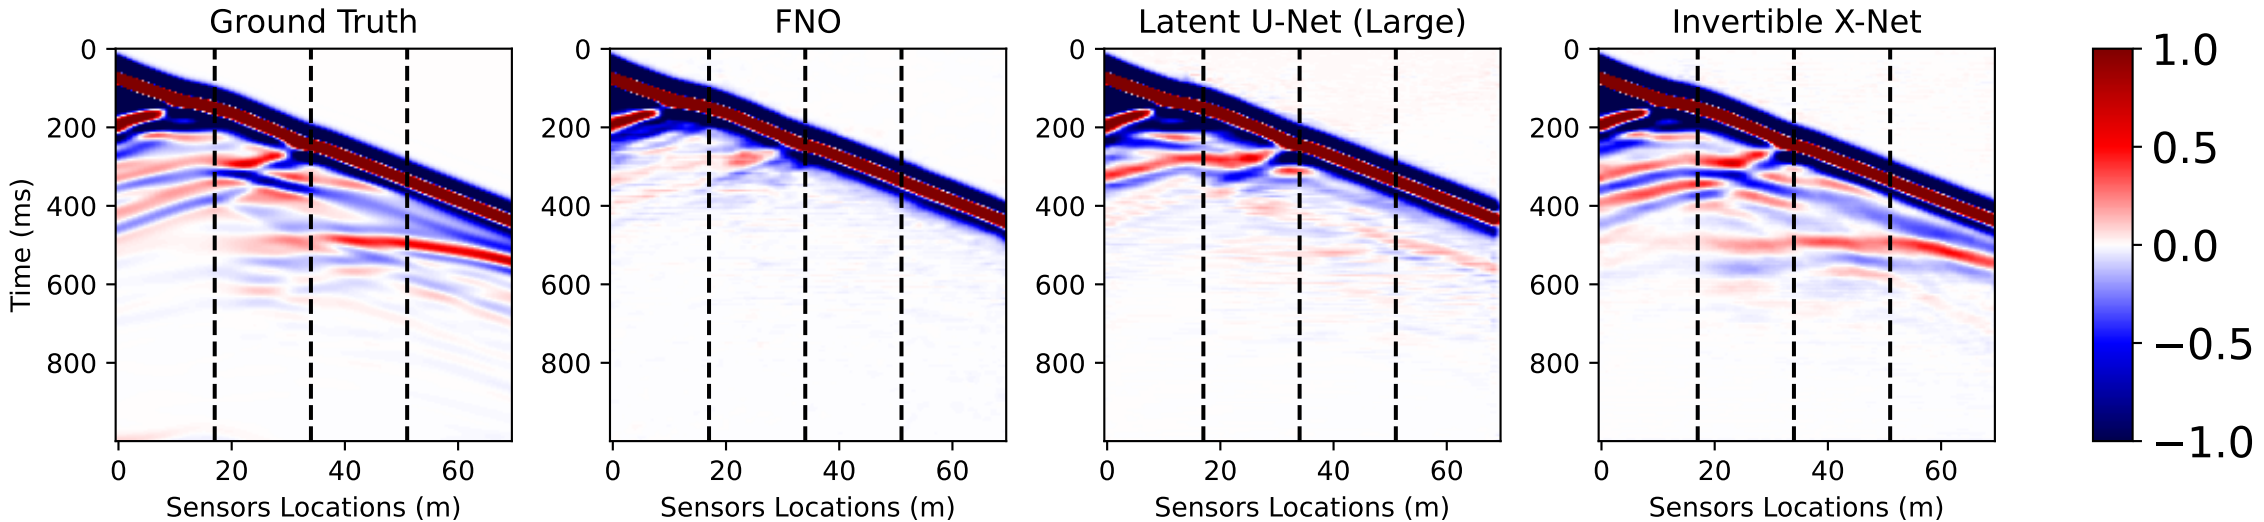 Ground Truth
FNO
Latent U-Net (Large)
Invertible X-Net
Time (ms)
0
200
400
600
800
0
200
400
600
800
0
200
400
600
800
0
200
400
600
800
0 20 40 60
0 20 40 60
0 20 40 60
0 20 40 60
Sensors Locations (m)
Sensors Locations (m)
Sensors Locations (m)
Sensors Locations (m)
1.0
0.5
0.0
−0.5
−1.0